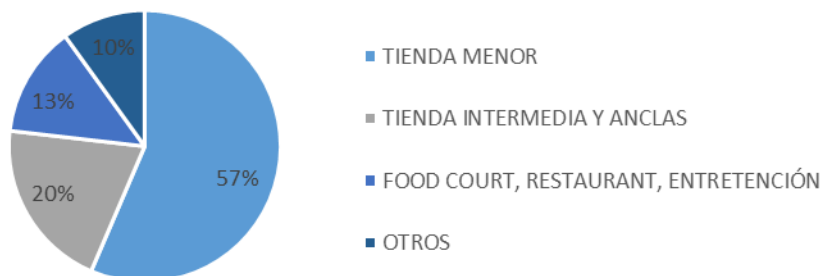 10%
13%
20%
57%
TIENDA MENOR
TIENDA INTERMEDIA Y ANCLAS
FOOD COURT, RESTAURANT, ENTRETENCIÓN
OTROS